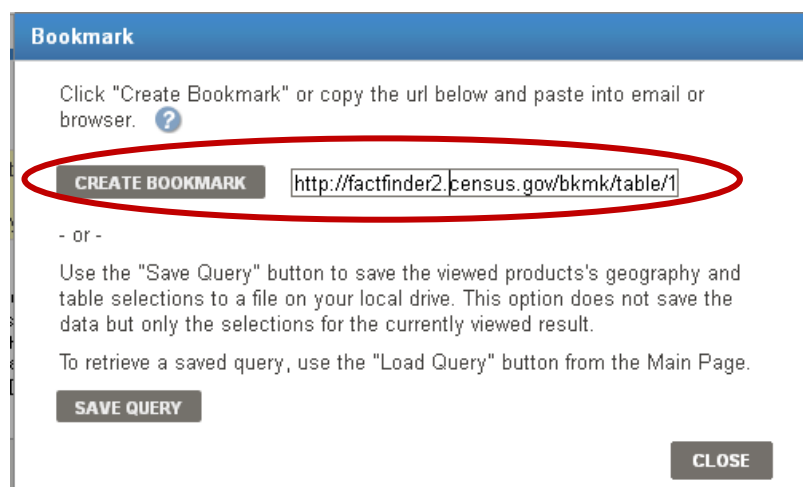 Bookmark
Click "Create Bookmark" or copy the url below and paste into email or
browser. ?
CREATE BOOKMARK http://factfinder2.census.gov/bkmk/table/1
- or -
Use the "Save Query" button to save the viewed products's geography and
table selections to a file on your local drive. This option does not save the
data but only the selections for the currently viewed result.
To retrieve a saved query, use the "Load Query" button from the Main Page.
SAVE QUERY
CLOSE